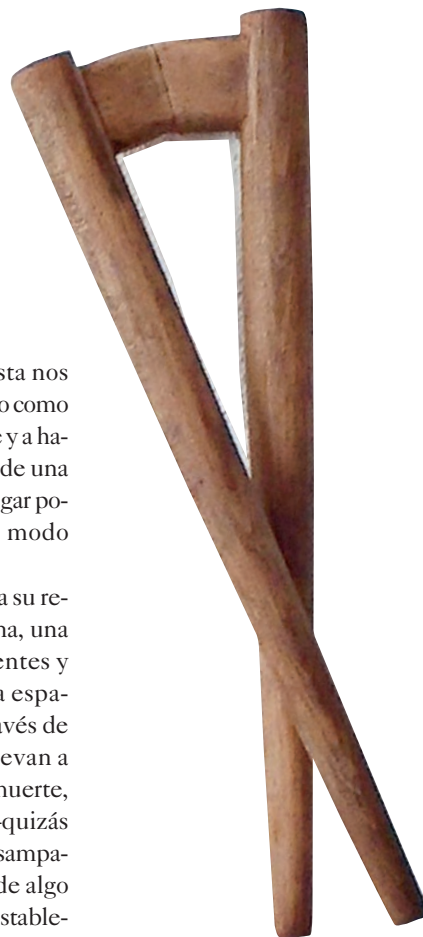 sta nos
o como
e y a ha-
de una
gar po-
modo
a su re-
na, una
entes y
a espa-
avés de
evan a
nuerte,
quizás
sampa-
de algo
stable-